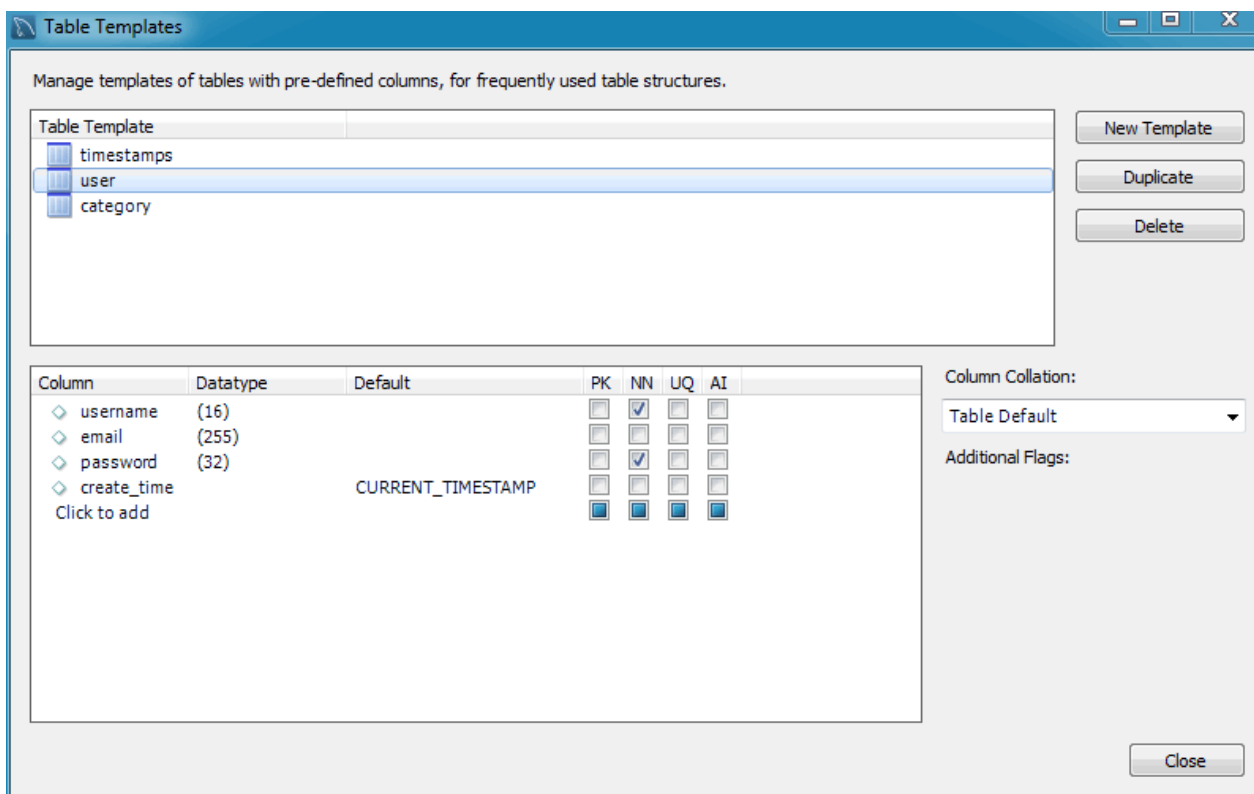 Table Templates
Manage templates of tables with pre-defined columns, for frequently used table structures.
Table Template
timestamps
user
category
New Template
Duplicate
Delete
Column Datatype Default PK NN UQ AI
username (16)
email (255)
password (32)
create_time CURRENT_TIMESTAMP
Click to add
Column Collation:
Table Default
Additional Flags:
Close